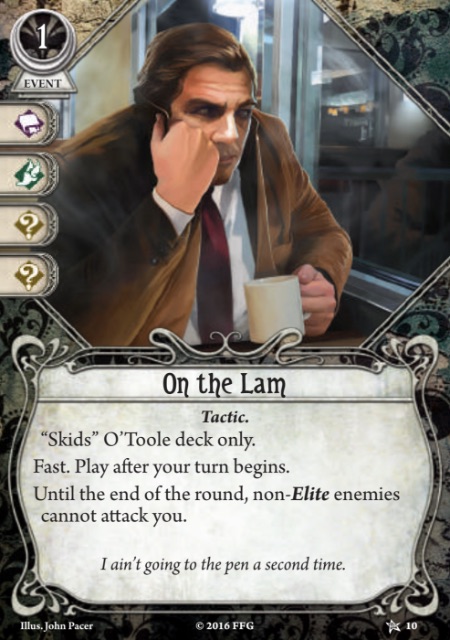 1
EVENT
On the Lam
Tactic.
“Skids” O’Toole deck only.
Fast. Play after your turn begins.
Until the end of the round, non-Elite enemies
cannot attack you.
I ain’t going to the pen a second time.
Illus. John Pacer © 2016 FFG 10